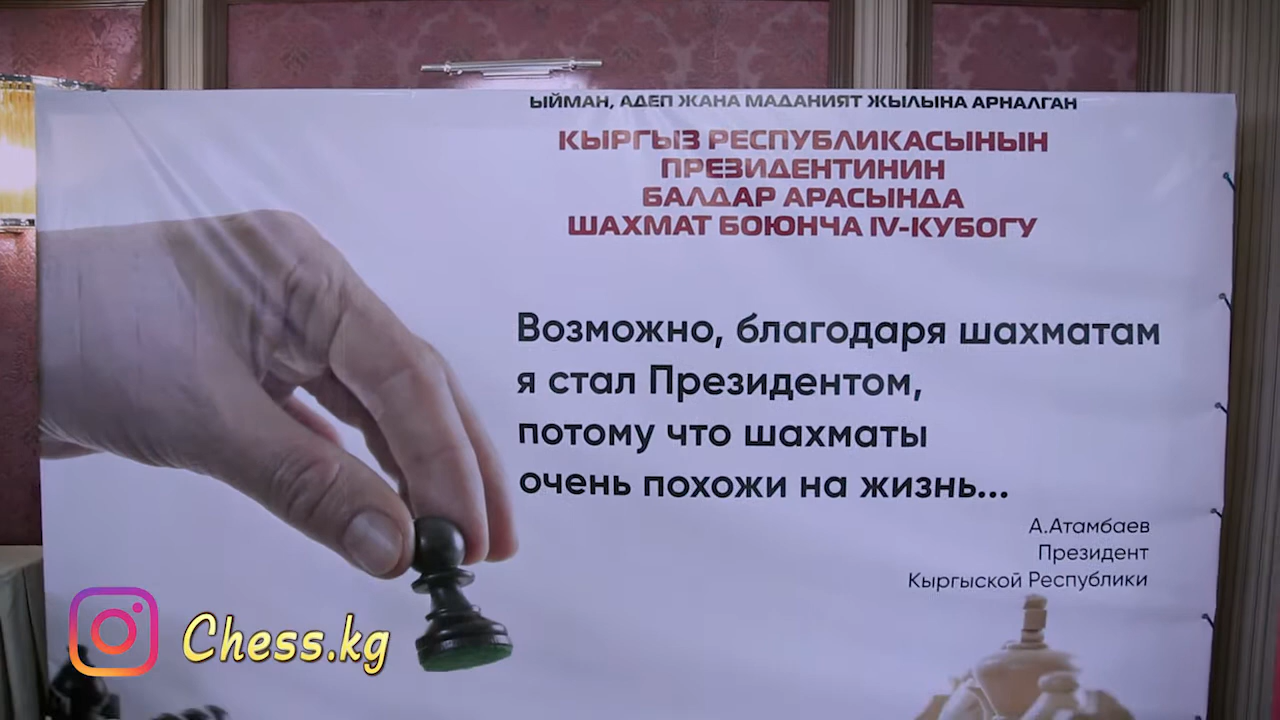 ЫЙМАН, АДЕП ЖАНА МАДАНИЯТ ЖЫЛЫНА АРНАЛГАН
КЫРГЫЗ РЕСПУБЛИКАСЫНЫН
ПРЕЗИДЕНТИНИН
БАЛДАР АРАСЫНДА
ШАХМАТ БОЮНЧА IV-КУБОГУ
Возможно, благодаря шахматам
я стал Президентом,
потому что шахматы
очень похожи на жизнь...
А.Атамбаев
Президент
Кыргыской Республики
Chess.kg